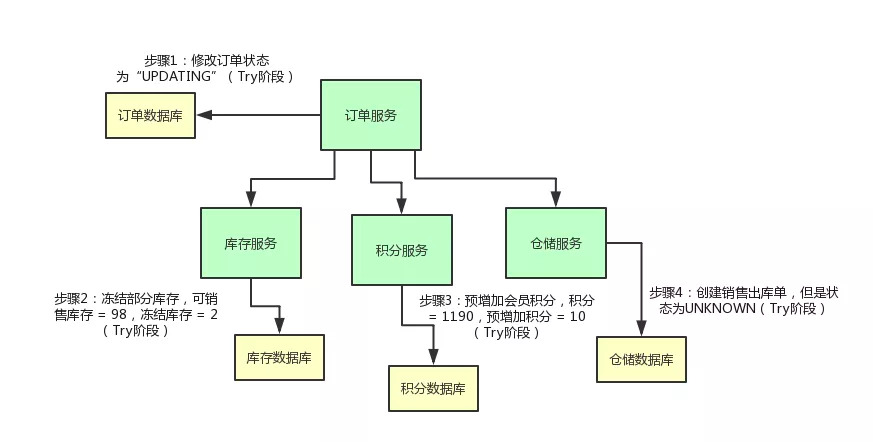 步骤1：修改订单状态
为“UPDATING”（Try阶段）
订单数据库
订单服务
库存服务
积分服务
仓储服务
步骤2：冻结部分库存，可销
售库存 = 98，冻结库存 = 2
（Try阶段）
步骤3：预增加会员积分，积分
= 1190，预增加积分 = 10
（Try阶段）
步骤4：创建销售出库单，但是状
态为UNKNOWN（Try阶段）
库存数据库
积分数据库
仓储数据库